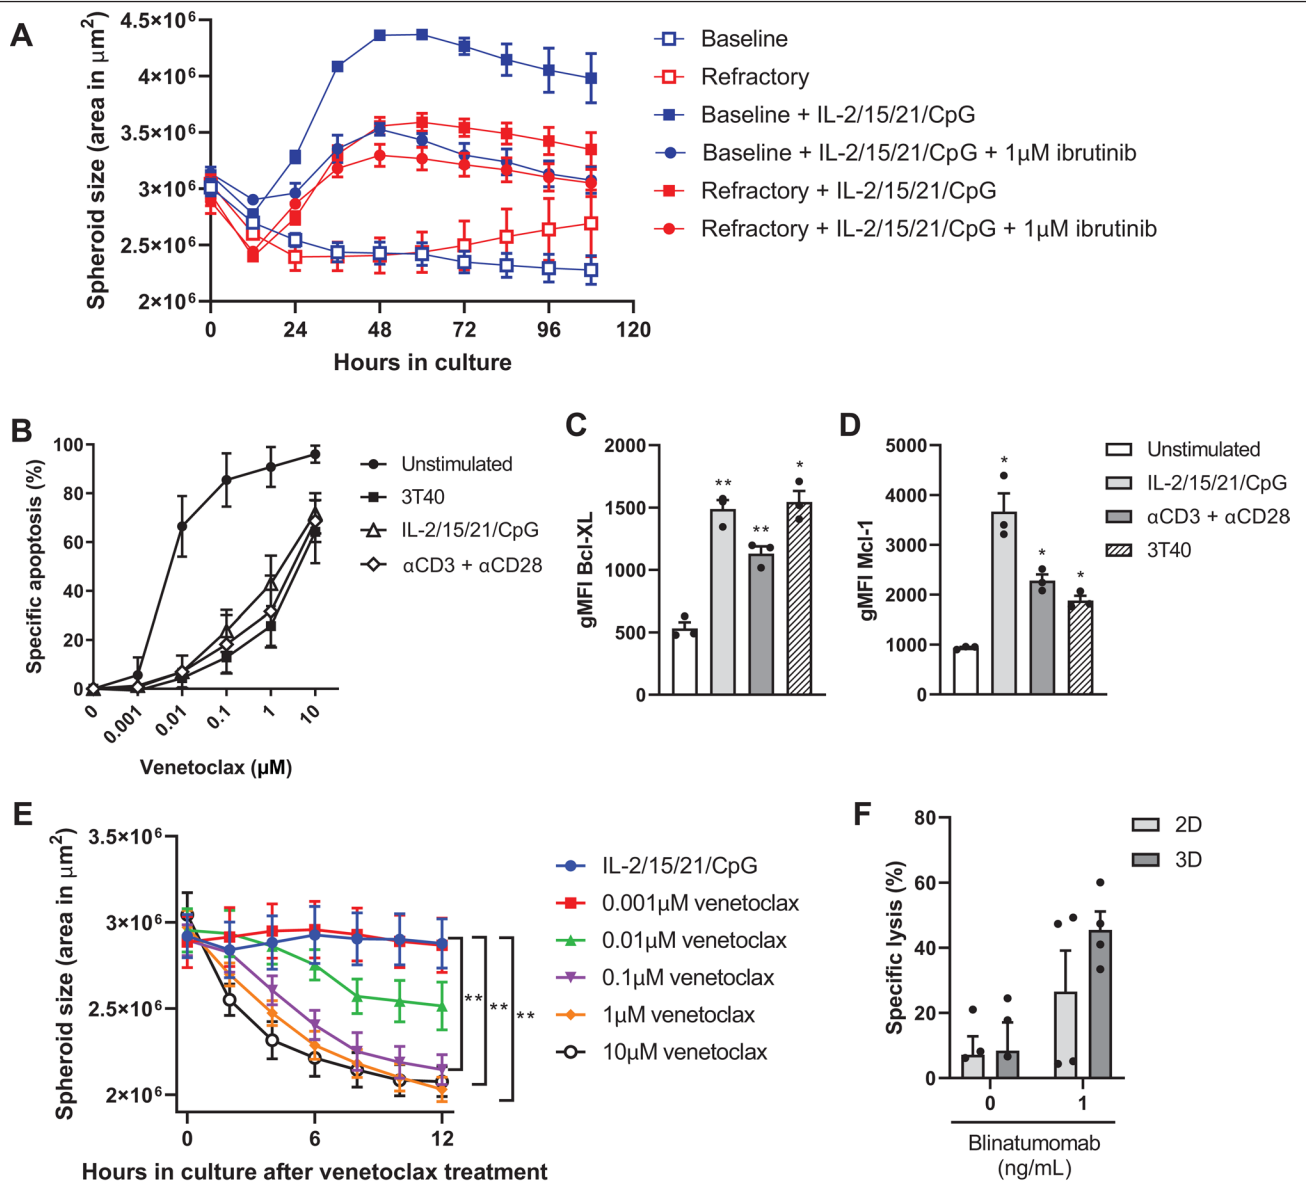 A
Spheroid size (area in μm²)
4.5×10⁶
4×10⁶
3.5×10⁶
3×10⁶
2.5×10⁶
2×10⁶
0 24 48 72 96 120
Hours in culture
Baseline
Refractory
Baseline + IL-2/15/21/CpG
Baseline + IL-2/15/21/CpG + 1μM ibrutinib
Refractory + IL-2/15/21/CpG
Refractory + IL-2/15/21/CpG + 1μM ibrutinib
B
Specific apoptosis (%)
100
80
60
40
20
0
0 0.001 0.01 0.1 1 10
Venetoclax (μM)
Unstimulated
3T40
IL-2/15/21/CpG
αCD3 + αCD28
C
gMFI Bcl-XL
2000
1500
1000
500
0
** ** *
D
gMFI Mcl-1
5000
4000
3000
2000
1000
0
* * *
Unstimulated
IL-2/15/21/CpG
αCD3 + αCD28
3T40
E
Spheroid size (area in μm²)
3.5×10⁶
3×10⁶
2.5×10⁶
2×10⁶
0 6 12
Hours in culture after venetoclax treatment
** ** **
IL-2/15/21/CpG
0.001μM venetoclax
0.01μM venetoclax
0.1μM venetoclax
1μM venetoclax
10μM venetoclax
F
Specific lysis (%)
80
60
40
20
0
0 1
Blinatumomab
(ng/mL)
2D
3D